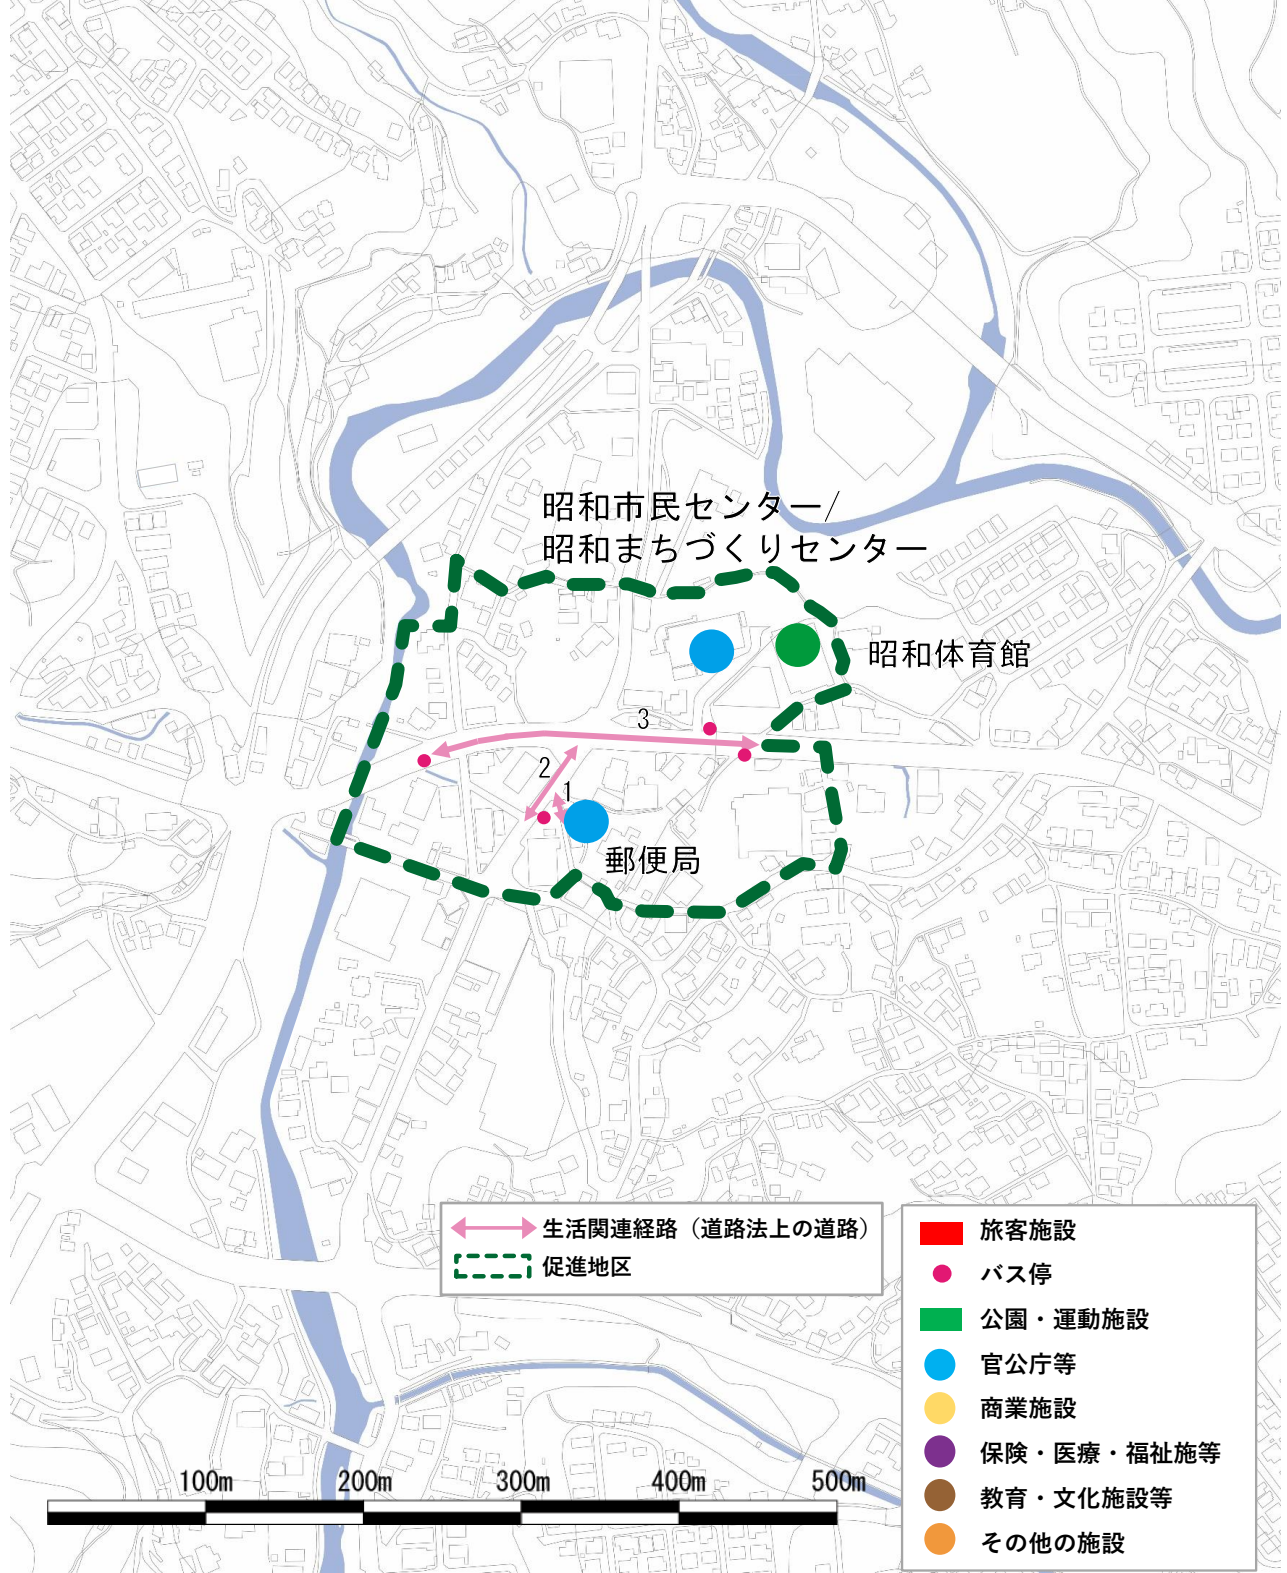 昭和市民センター/
昭和まちづくりセンター
昭和体育館
3
2
1
郵便局
生活関連経路（道路法上の道路）
促進地区
旅客施設
バス停
公園・運動施設
官公庁等
商業施設
保険・医療・福祉施等
教育・文化施設等
その他の施設
100m 200m 300m 400m 500m